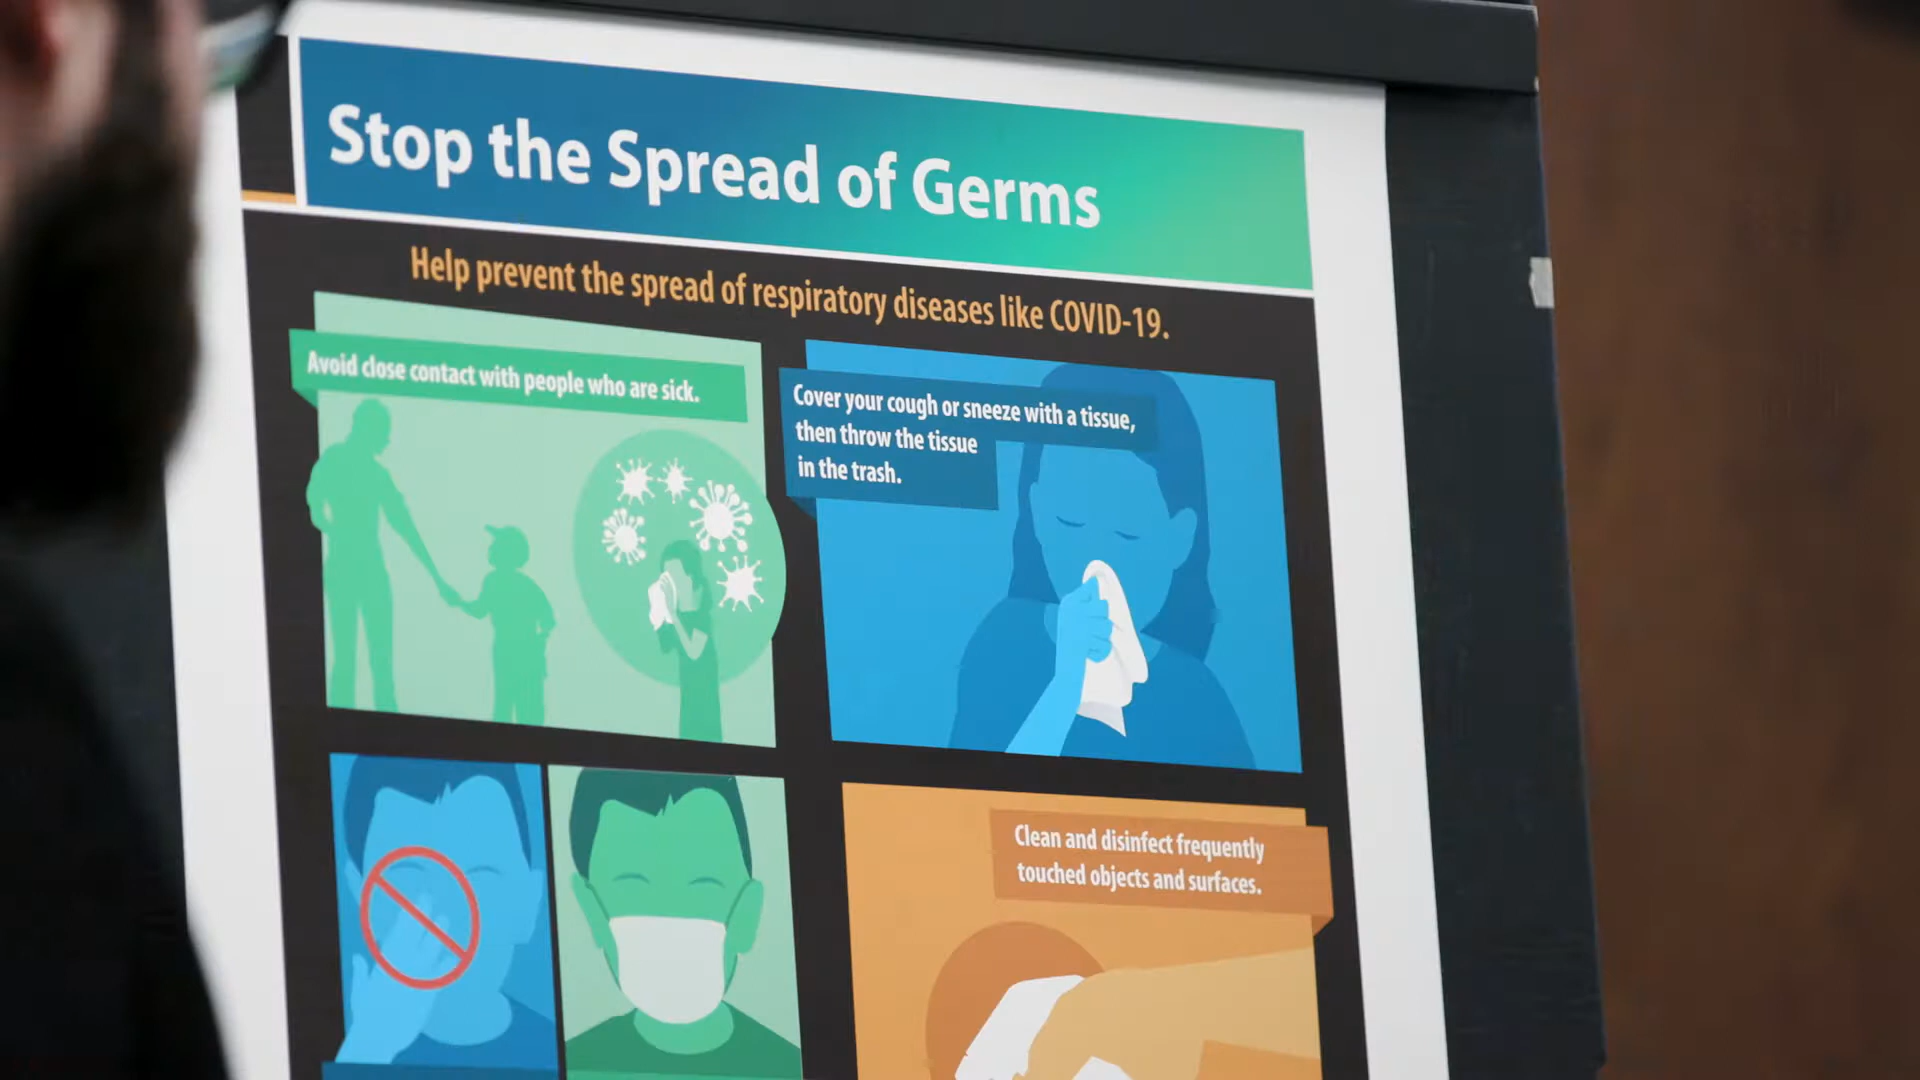 Stop the Spread of Germs
Help prevent the spread of respiratory diseases like COVID-19.
Avoid close contact with people who are sick.
Cover your cough or sneeze with a tissue,
then throw the tissue
in the trash.
Clean and disinfect frequently
touched objects and surfaces.